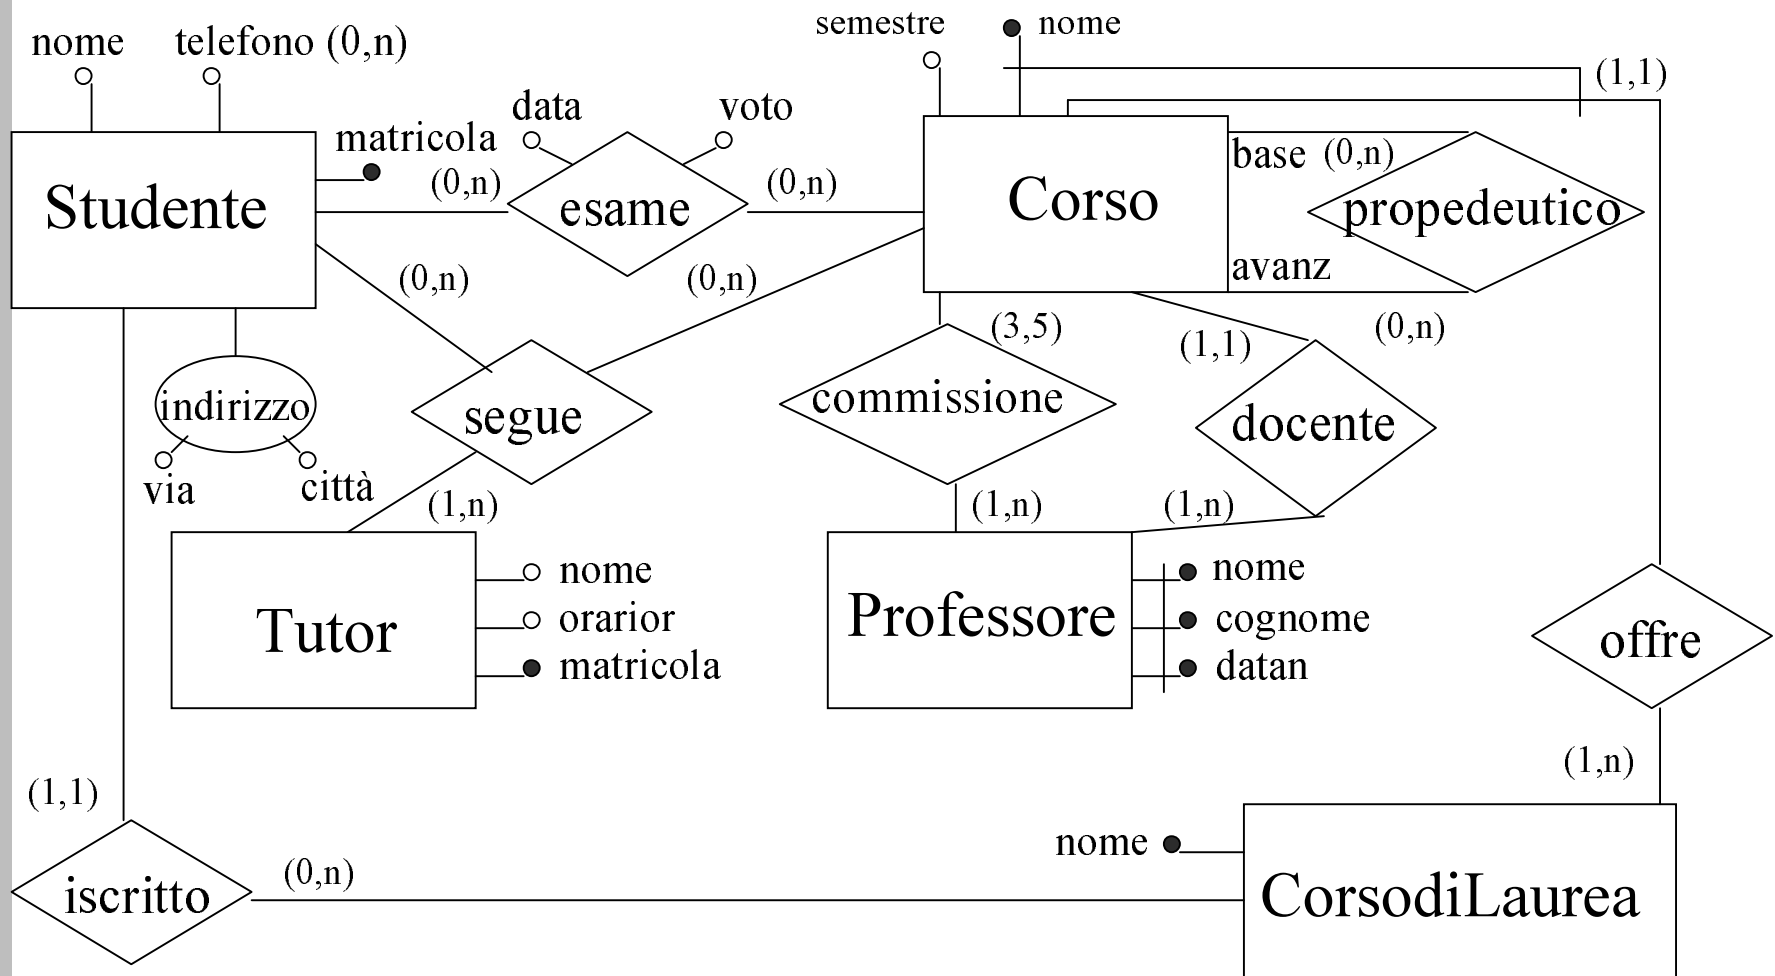 semestre
nome
nome
telefono (0,n)
(1,1)
data
voto
matricola
base (0,n)
(0,n)
(0,n)
Studente
esame
Corso
propedeutico
avanz
(0,n)
(0,n)
(3,5)
(1,1)
(0,n)
indirizzo
segue
commissione
docente
via
città
(1,n)
(1,n)
(1,n)
nome
nome
Tutor
orarior
Professore
cognome
offre
matricola
datan
(1,n)
(1,1)
nome
(0,n)
iscritto
CorsodiLaurea